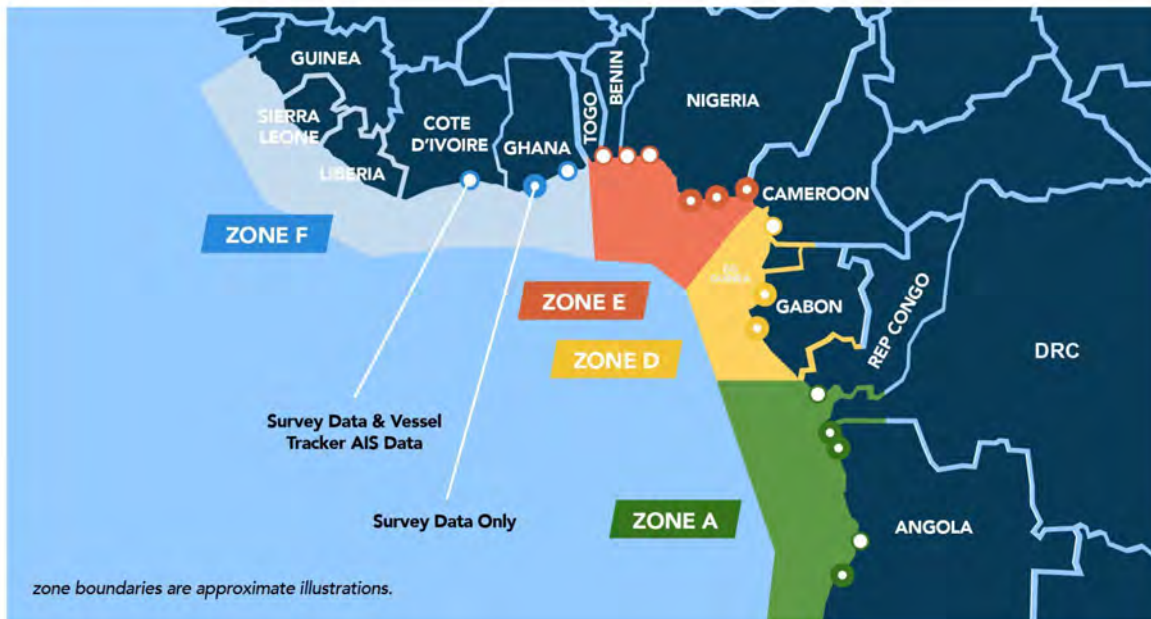 GUINEA
SIERRA
LEONE
LIBERIA
COTE
D'IVOIRE
GHANA
TOGO
BENIN
NIGERIA
CAMEROON
GABON
REP CONGO
DRC
ANGOLA
ZONE F
ZONE E
ZONE D
ZONE A
Survey Data & Vessel
Tracker AIS Data
Survey Data Only
zone boundaries are approximate illustrations.